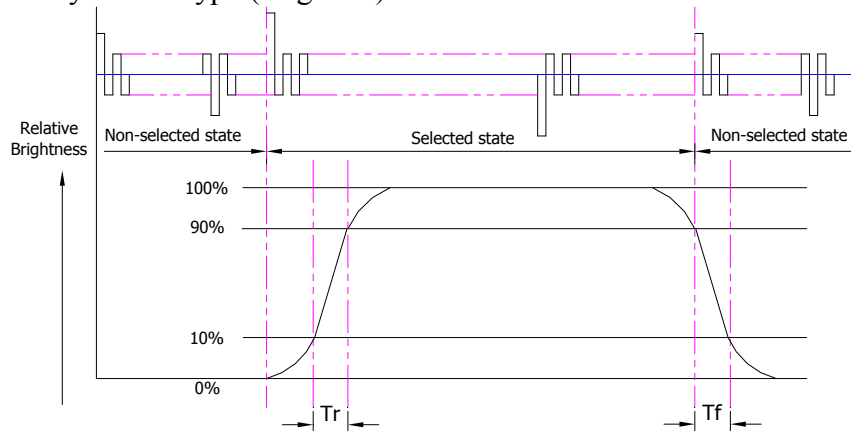 Relative
Brightness
Non-selected state
Selected state
Non-selected state
100%
90%
10%
0%
Tr
Tf